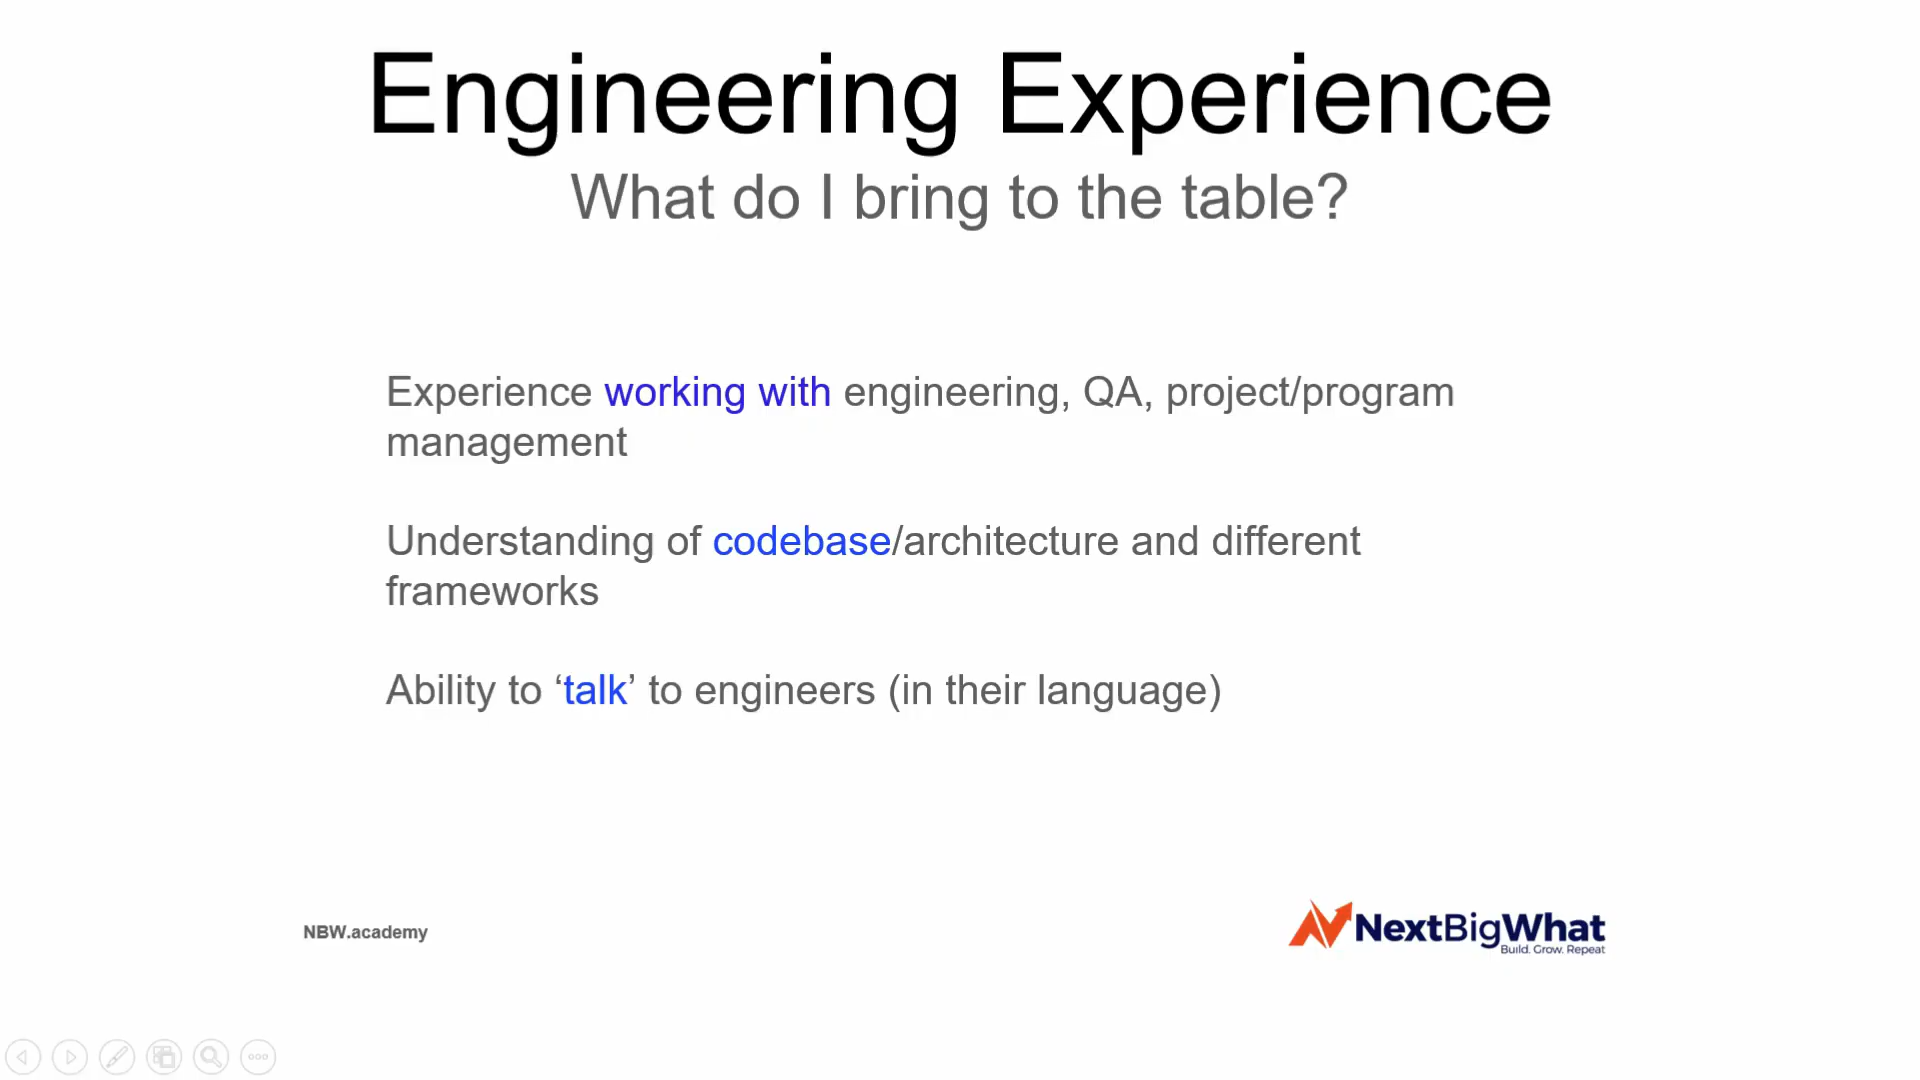 Engineering Experience
What do I bring to the table?
Experience working with engineering, QA, project/program
management
Understanding of codebase/architecture and different
frameworks
Ability to ‘talk’ to engineers (in their language)
NBW.academy
NextBigWhat
Build. Grow. Repeat